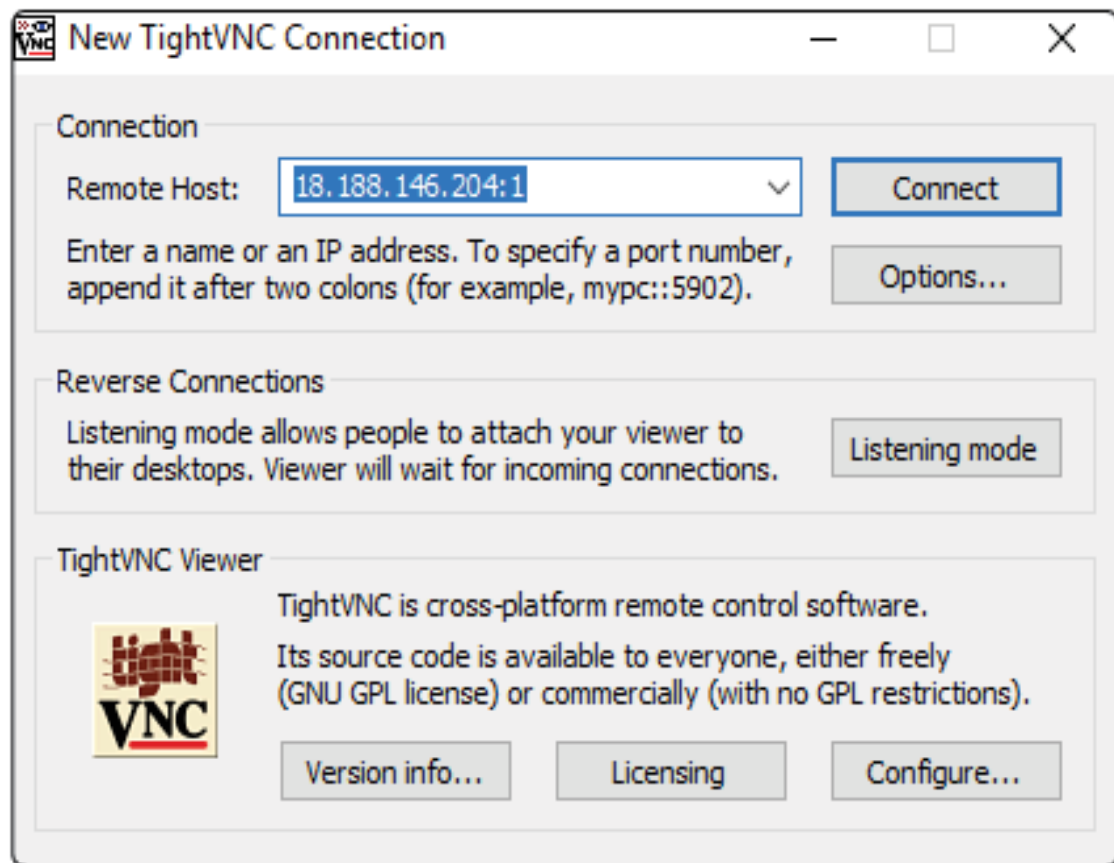 New TightVNC Connection
Connection
Remote Host:
18.188.146.204:1
Connect
Enter a name or an IP address. To specify a port number,
append it after two colons (for example, mypc::5902).
Options...
Reverse Connections
Listening mode allows people to attach your viewer to
their desktops. Viewer will wait for incoming connections.
Listening mode
TightVNC Viewer
TightVNC is cross-platform remote control software.
Its source code is available to everyone, either freely
(GNU GPL license) or commercially (with no GPL restrictions).
tight
VNC
Version info...
Licensing
Configure...